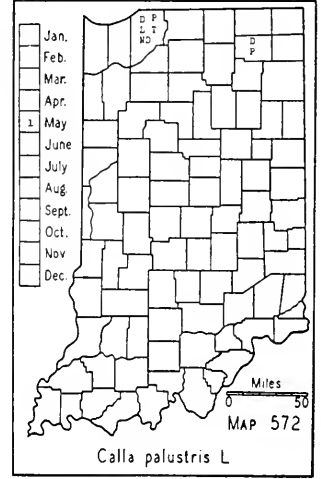 D P
L T
ND
D
P
Jan.
Feb.
Mar.
Apr.
1 May
June
July
Aug.
Sept.
Oct.
Nov
Dec.
Miles
0 50
MAP 572
Calla palustris L